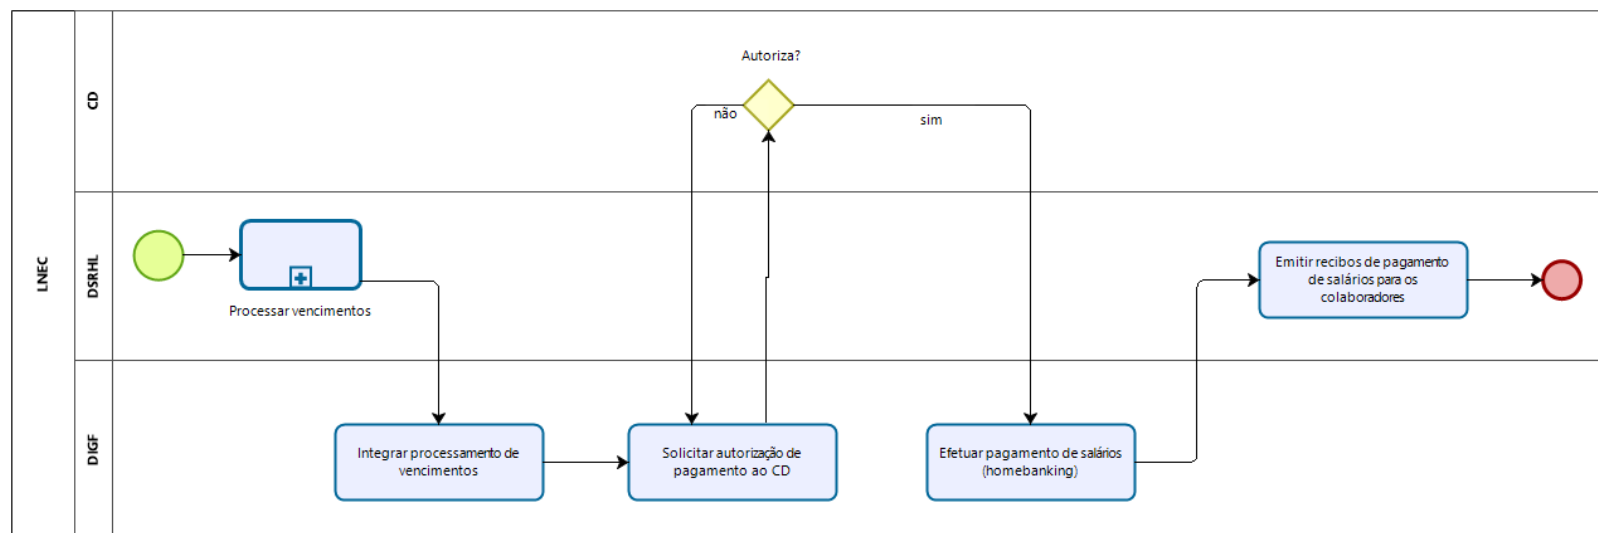 LNEC
CD
Autoriza?
não
sim
DSRHL
Processar vencimentos
Emitir recibos de pagamento
de salários para os
colaboradores
DIGF
Integrar processamento de
vencimentos
Solicitar autorização de
pagamento ao CD
Efetuar pagamento de salários
(homebanking)